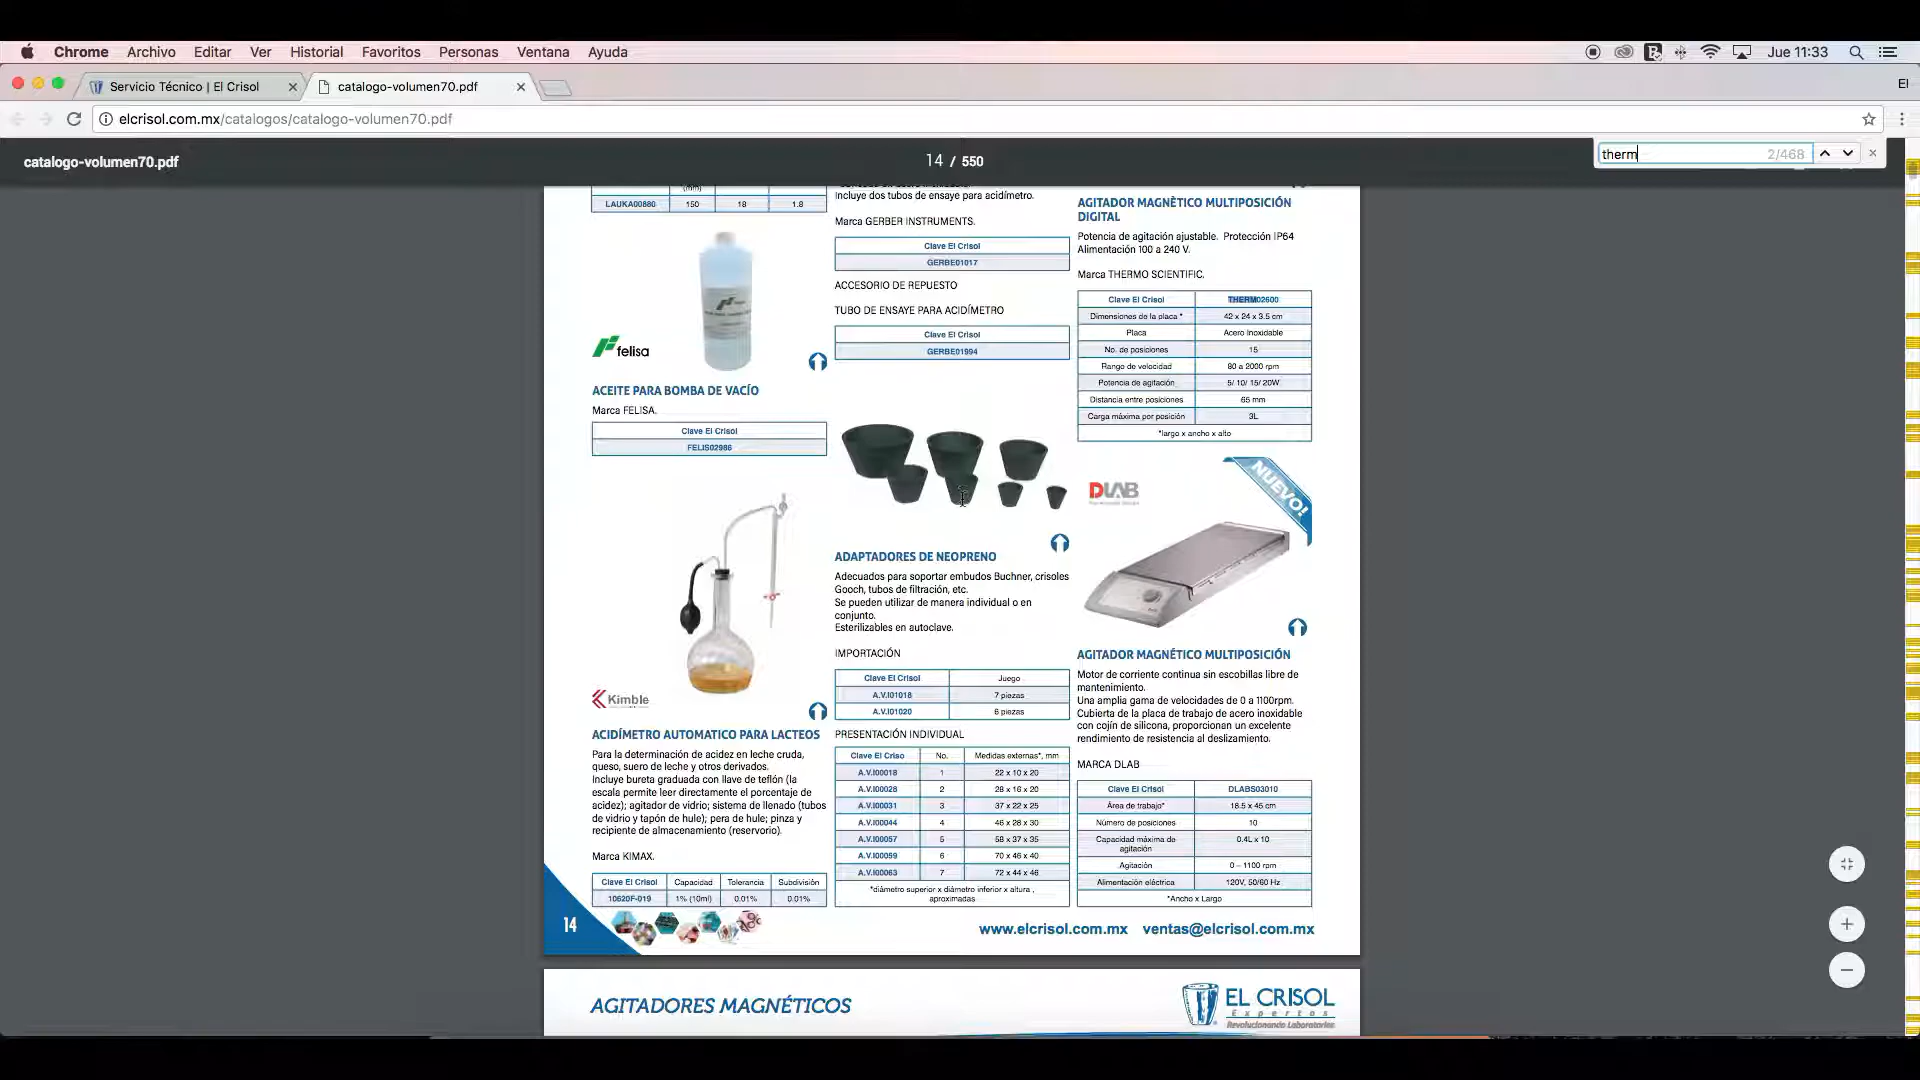 Chrome Archivo Editar Ver Historial Favoritos Personas Ventana Ayuda
Jue 11:33
Servicio Técnico | El Crisol
catalogo-volumen70.pdf
El
elcrisol.com.mx/catalogos/catalogo-volumen70.pdf
catalogo-volumen70.pdf
14 / 550
therm
2/468
(mm)
LAUKA00880 150 18 1.8
felisa
ACEITE PARA BOMBA DE VACÍO
Marca FELISA.
Clave El Crisol
FELIS02986
Kimble
ACIDÍMETRO AUTOMATICO PARA LACTEOS
Para la determinación de acidez en leche cruda,
queso, suero de leche y otros derivados.
Incluye bureta graduada con llave de teflón (la
escala permite leer directamente el porcentaje de
acidez); agitador de vidrio; sistema de llenado (tubos
de vidrio y tapón de hule); pera de hule; pinza y
recipiente de almacenamiento (reservorio).
Marca KIMAX.
Clave El Crisol Capacidad Tolerancia Subdivisión
10620F-019 1% (10ml) 0.01% 0.01%
14
Incluye dos tubos de ensaye para acidímetro.
Marca GERBER INSTRUMENTS.
Clave El Crisol
GERBE01017
ACCESORIO DE REPUESTO
TUBO DE ENSAYE PARA ACIDÍMETRO
Clave El Crisol
GERBE01994
ADAPTADORES DE NEOPRENO
Adecuados para soportar embudos Buchner, crisoles
Gooch, tubos de filtración, etc.
Se pueden utilizar de manera individual o en
conjunto.
Esterilizables en autoclave.
IMPORTACIÓN
Clave El Crisol Juego
A.V.I01018 7 piezas
A.V.I01020 6 piezas
PRESENTACIÓN INDIVIDUAL
Clave El Criso No. Medidas externas*, mm
A.V.I00018 1 22 x 10 x 20
A.V.I00028 2 28 x 16 x 20
A.V.I00031 3 37 x 22 x 25
A.V.I00044 4 46 x 28 x 30
A.V.I00057 5 58 x 37 x 35
A.V.I00059 6 70 x 46 x 40
A.V.I00063 7 72 x 44 x 46
*diámetro superior x diámetro inferior x altura ,
aproximadas
AGITADOR MAGNÈTICO MULTIPOSICIÓN
DIGITAL
Potencia de agitación ajustable. Protección IP64
Alimentación 100 a 240 V.
Marca THERMO SCIENTIFIC.
Clave El Crisol THERM02600
Dimensiones de la placa * 42 x 24 x 3.5 cm
Placa Acero Inoxidable
No. de posiciones 15
Rango de velocidad 80 a 2000 rpm
Potencia de agitación 5/ 10/ 15/ 20W
Distancia entre posiciones 65 mm
Carga máxima por posición 3L
*largo x ancho x alto
DLAB
NUEVO!
AGITADOR MAGNÉTICO MULTIPOSICIÓN
Motor de corriente continua sin escobillas libre de
mantenimiento.
Una amplia gama de velocidades de 0 a 1100rpm.
Cubierta de la placa de trabajo de acero inoxidable
con cojín de silicona, proporcionan un excelente
rendimiento de resistencia al deslizamiento.
MARCA DLAB
Clave El Crisol DLABS03010
Área de trabajo* 18.5 x 45 cm
Número de posiciones 10
Capacidad máxima de agitación 0.4L x 10
Agitación 0 – 1100 rpm
Alimentación eléctrica 120V, 50/60 Hz
*Ancho x Largo
www.elcrisol.com.mx ventas@elcrisol.com.mx
AGITADORES MAGNÉTICOS
EL CRISOL
Expertos
Revolucionando Laboratorios